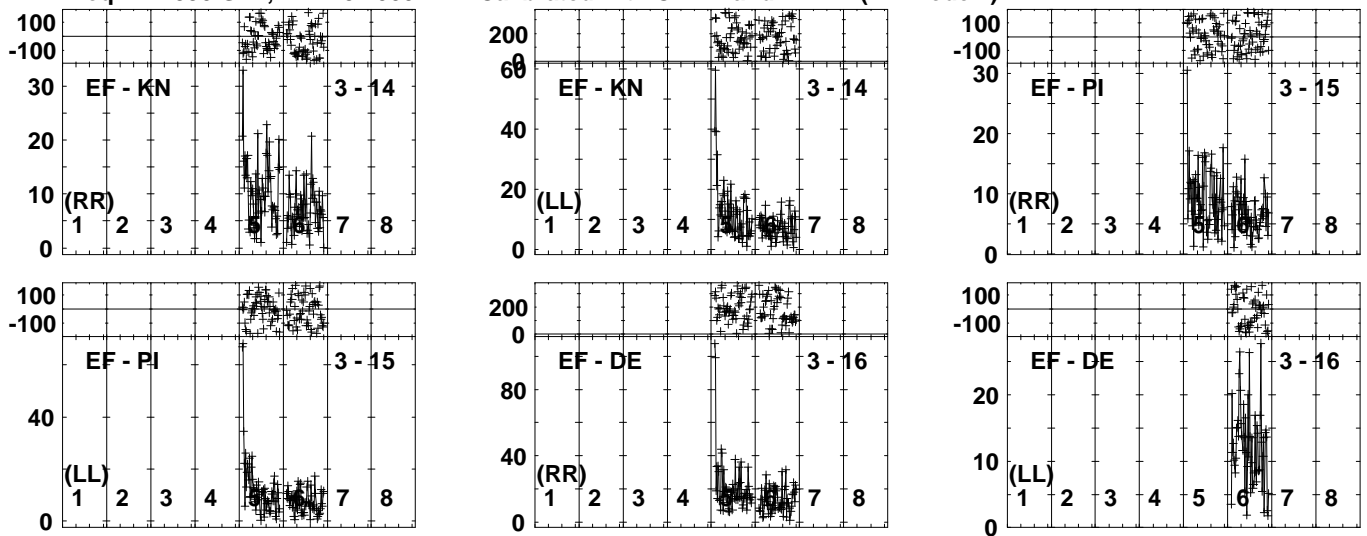 100 200 100
-100 0 -100
30 EF - KN 3 - 14
20
10 (RR)
1 2 3 4 5 6 7 8
0
60 EF - KN 3 - 14
40
20 (LL)
1 2 3 4 5 6 7 8
0
30 EF - PI 3 - 15
20
10 (RR)
1 2 3 4 5 6 7 8
0
100 200 100
-100 0 -100
EF - PI 3 - 15
40
(LL)
1 2 3 4 5 6 7 8
0
EF - DE 3 - 16
80
40 (RR)
1 2 3 4 5 6 7 8
0
EF - DE 3 - 16
20
10 (LL)
1 2 3 4 5 6 7 8
0